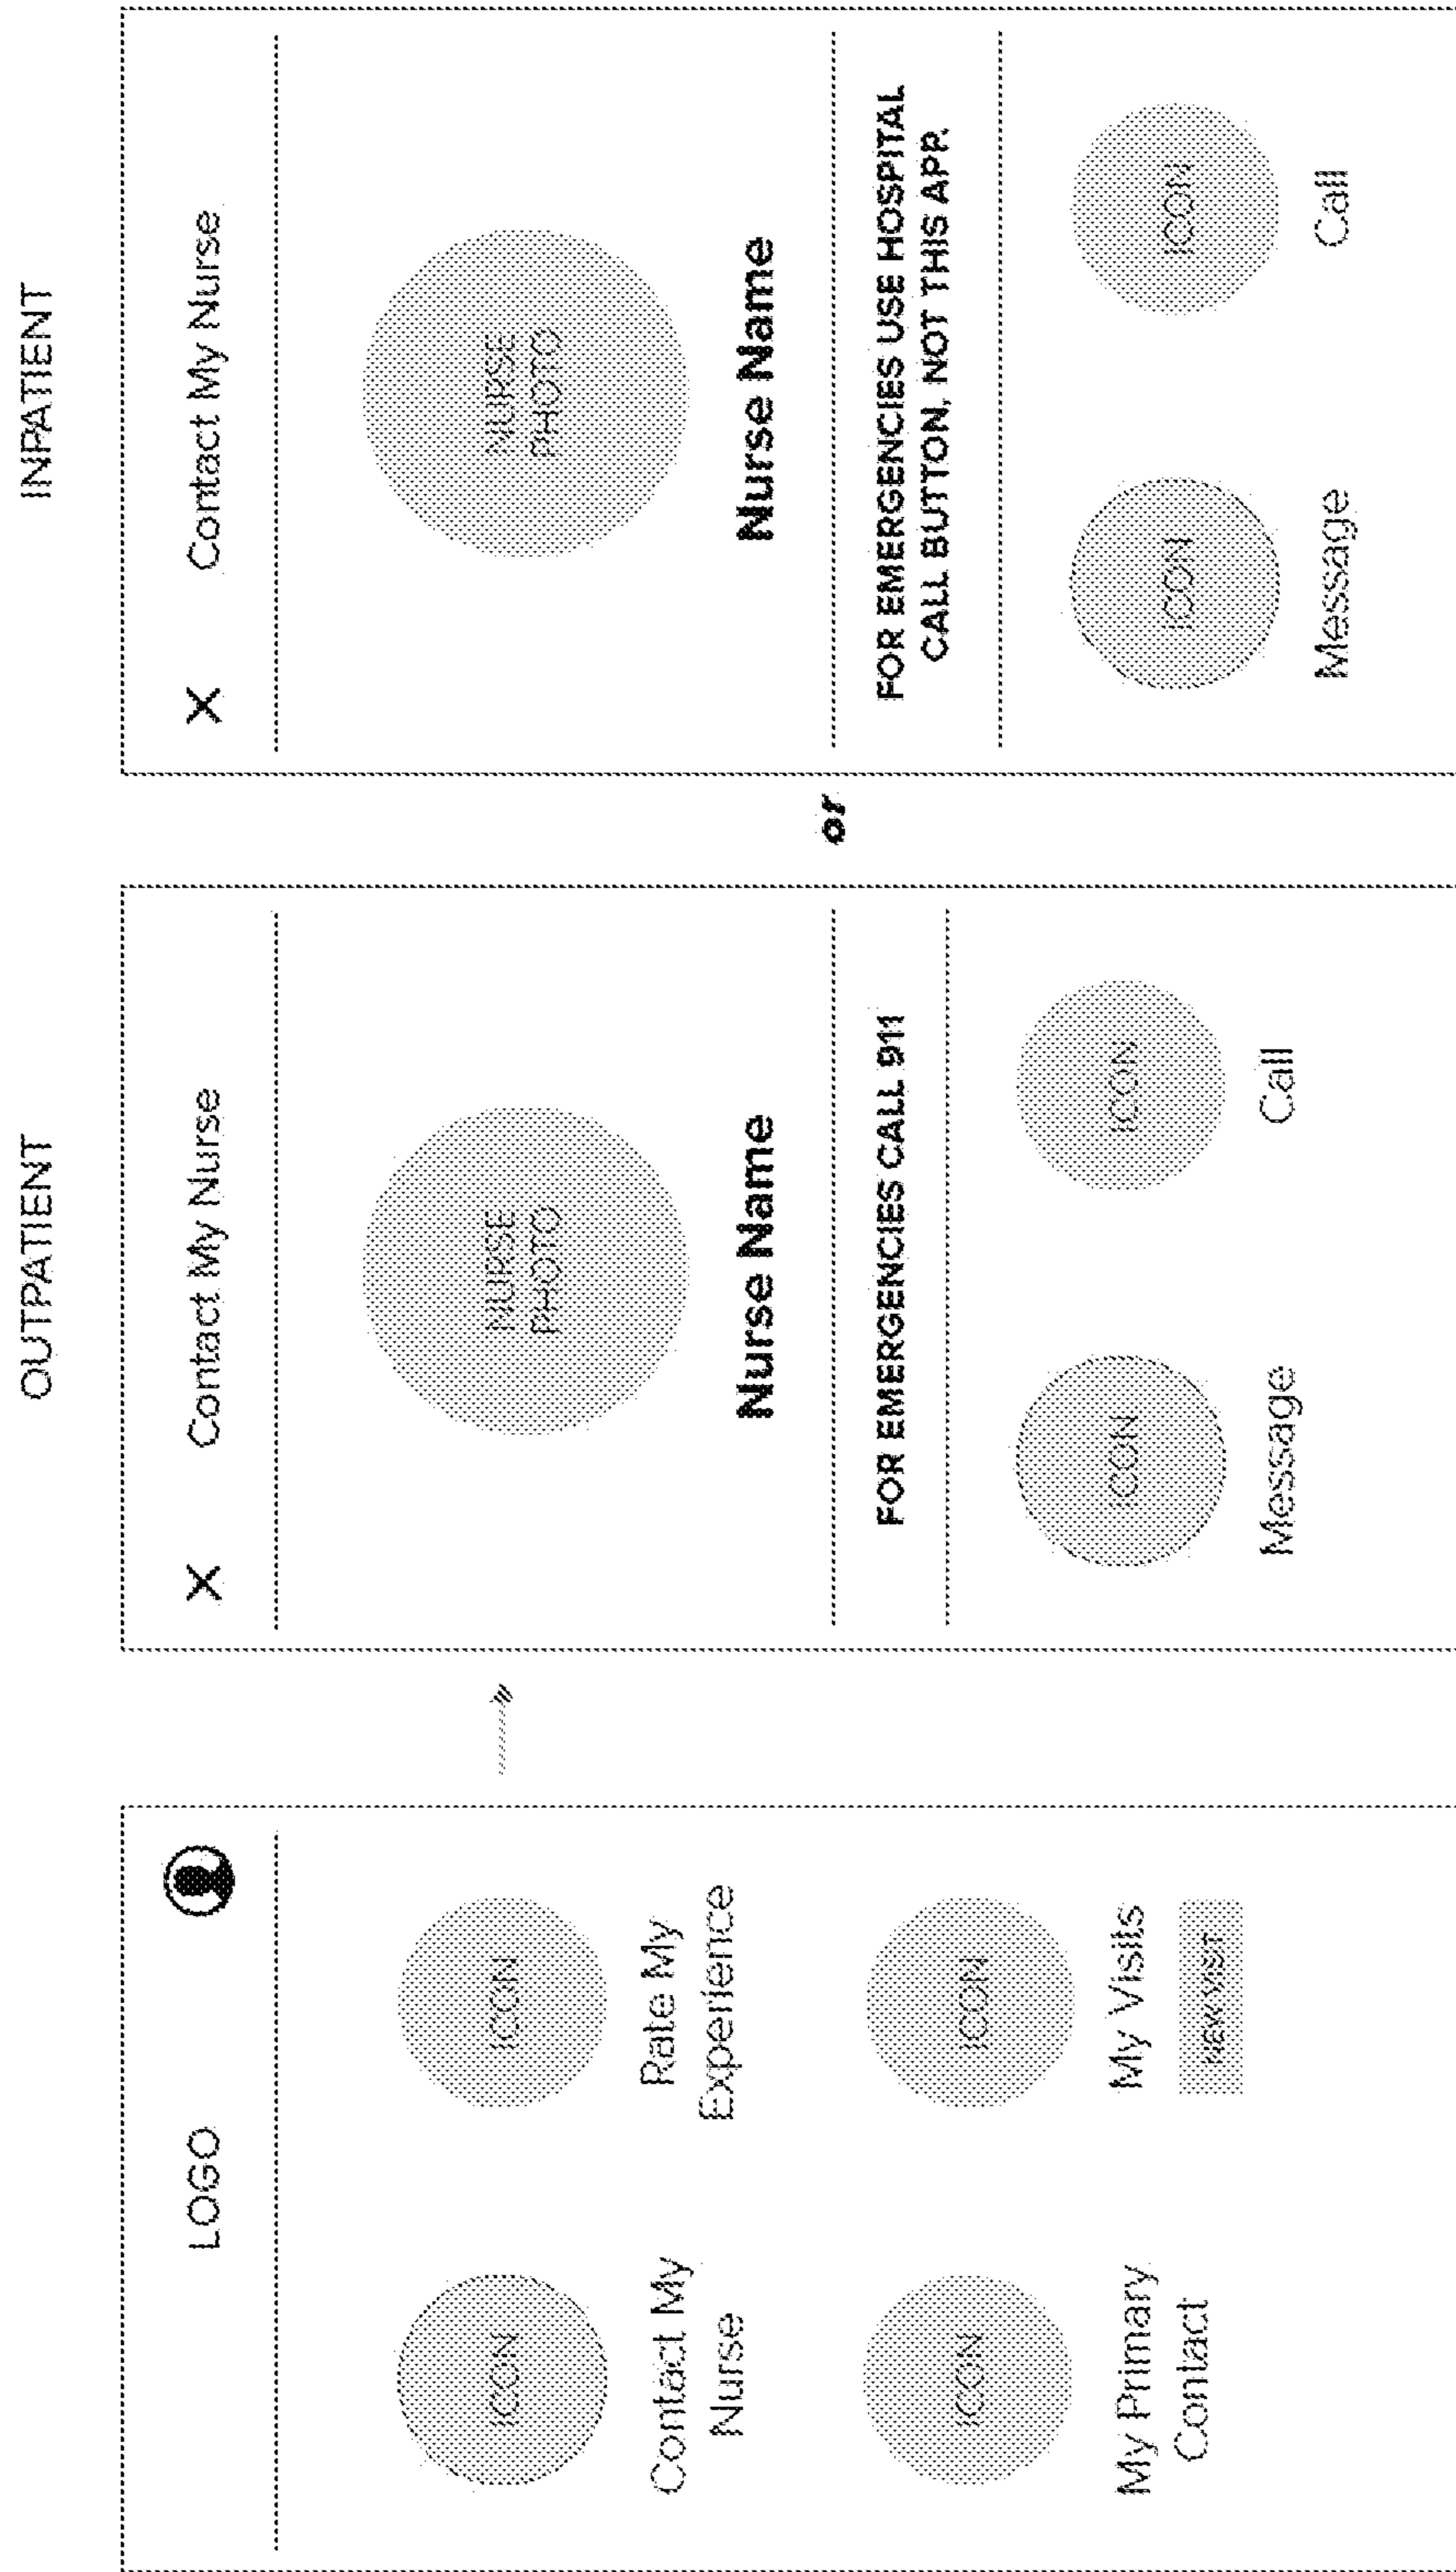 LOGO
ICON
ICON
Contact My
Nurse
Rate My
Experience
ICON
ICON
My Primary
Contact
My Visits
NEW VISIT
OUTPATIENT
X
Contact My Nurse
NURSE
PHOTO
Nurse Name
FOR EMERGENCIES CALL 911
ICON
ICON
Message
Call
or
INPATIENT
X
Contact My Nurse
NURSE
PHOTO
Nurse Name
FOR EMERGENCIES USE HOSPITAL
CALL BUTTON, NOT THIS APP.
ICON
ICON
Message
Call